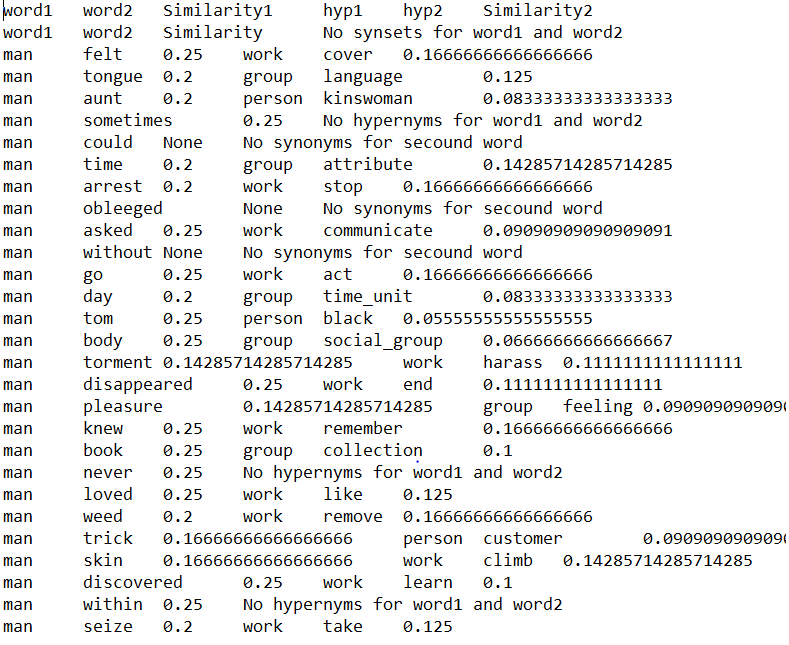 word1 word2 Similarity1 hyp1 hyp2 Similarity2
word1 word2 Similarity No synsets for word1 and word2
man felt 0.25 work cover 0.16666666666666666
man tongue 0.2 group language 0.125
man aunt 0.2 person kinswoman 0.08333333333333333
man sometimes 0.25 No hypernyms for word1 and word2
man could None No synonyms for secound word
man time 0.2 group attribute 0.14285714285714285
man arrest 0.2 work stop 0.16666666666666666
man obleeged None No synonyms for secound word
man asked 0.25 work communicate 0.09090909090909091
man without None No synonyms for secound word
man go 0.25 work act 0.16666666666666666
man day 0.2 group time_unit 0.08333333333333333
man tom 0.25 person black 0.05555555555555555
man body 0.25 group social_group 0.06666666666666667
man torment 0.14285714285714285 work harass 0.1111111111111111
man disappeared 0.25 work end 0.1111111111111111
man pleasure 0.14285714285714285 group feeling 0.0909090909090
man knew 0.25 work remember 0.16666666666666666
man book 0.25 group collection 0.1
man never 0.25 No hypernyms for word1 and word2
man loved 0.25 work like 0.125
man weed 0.2 work remove 0.16666666666666666
man trick 0.16666666666666666 person customer 0.0909090909090
man skin 0.16666666666666666 work climb 0.14285714285714285
man discovered 0.25 work learn 0.1
man within 0.25 No hypernyms for word1 and word2
man seize 0.2 work take 0.125